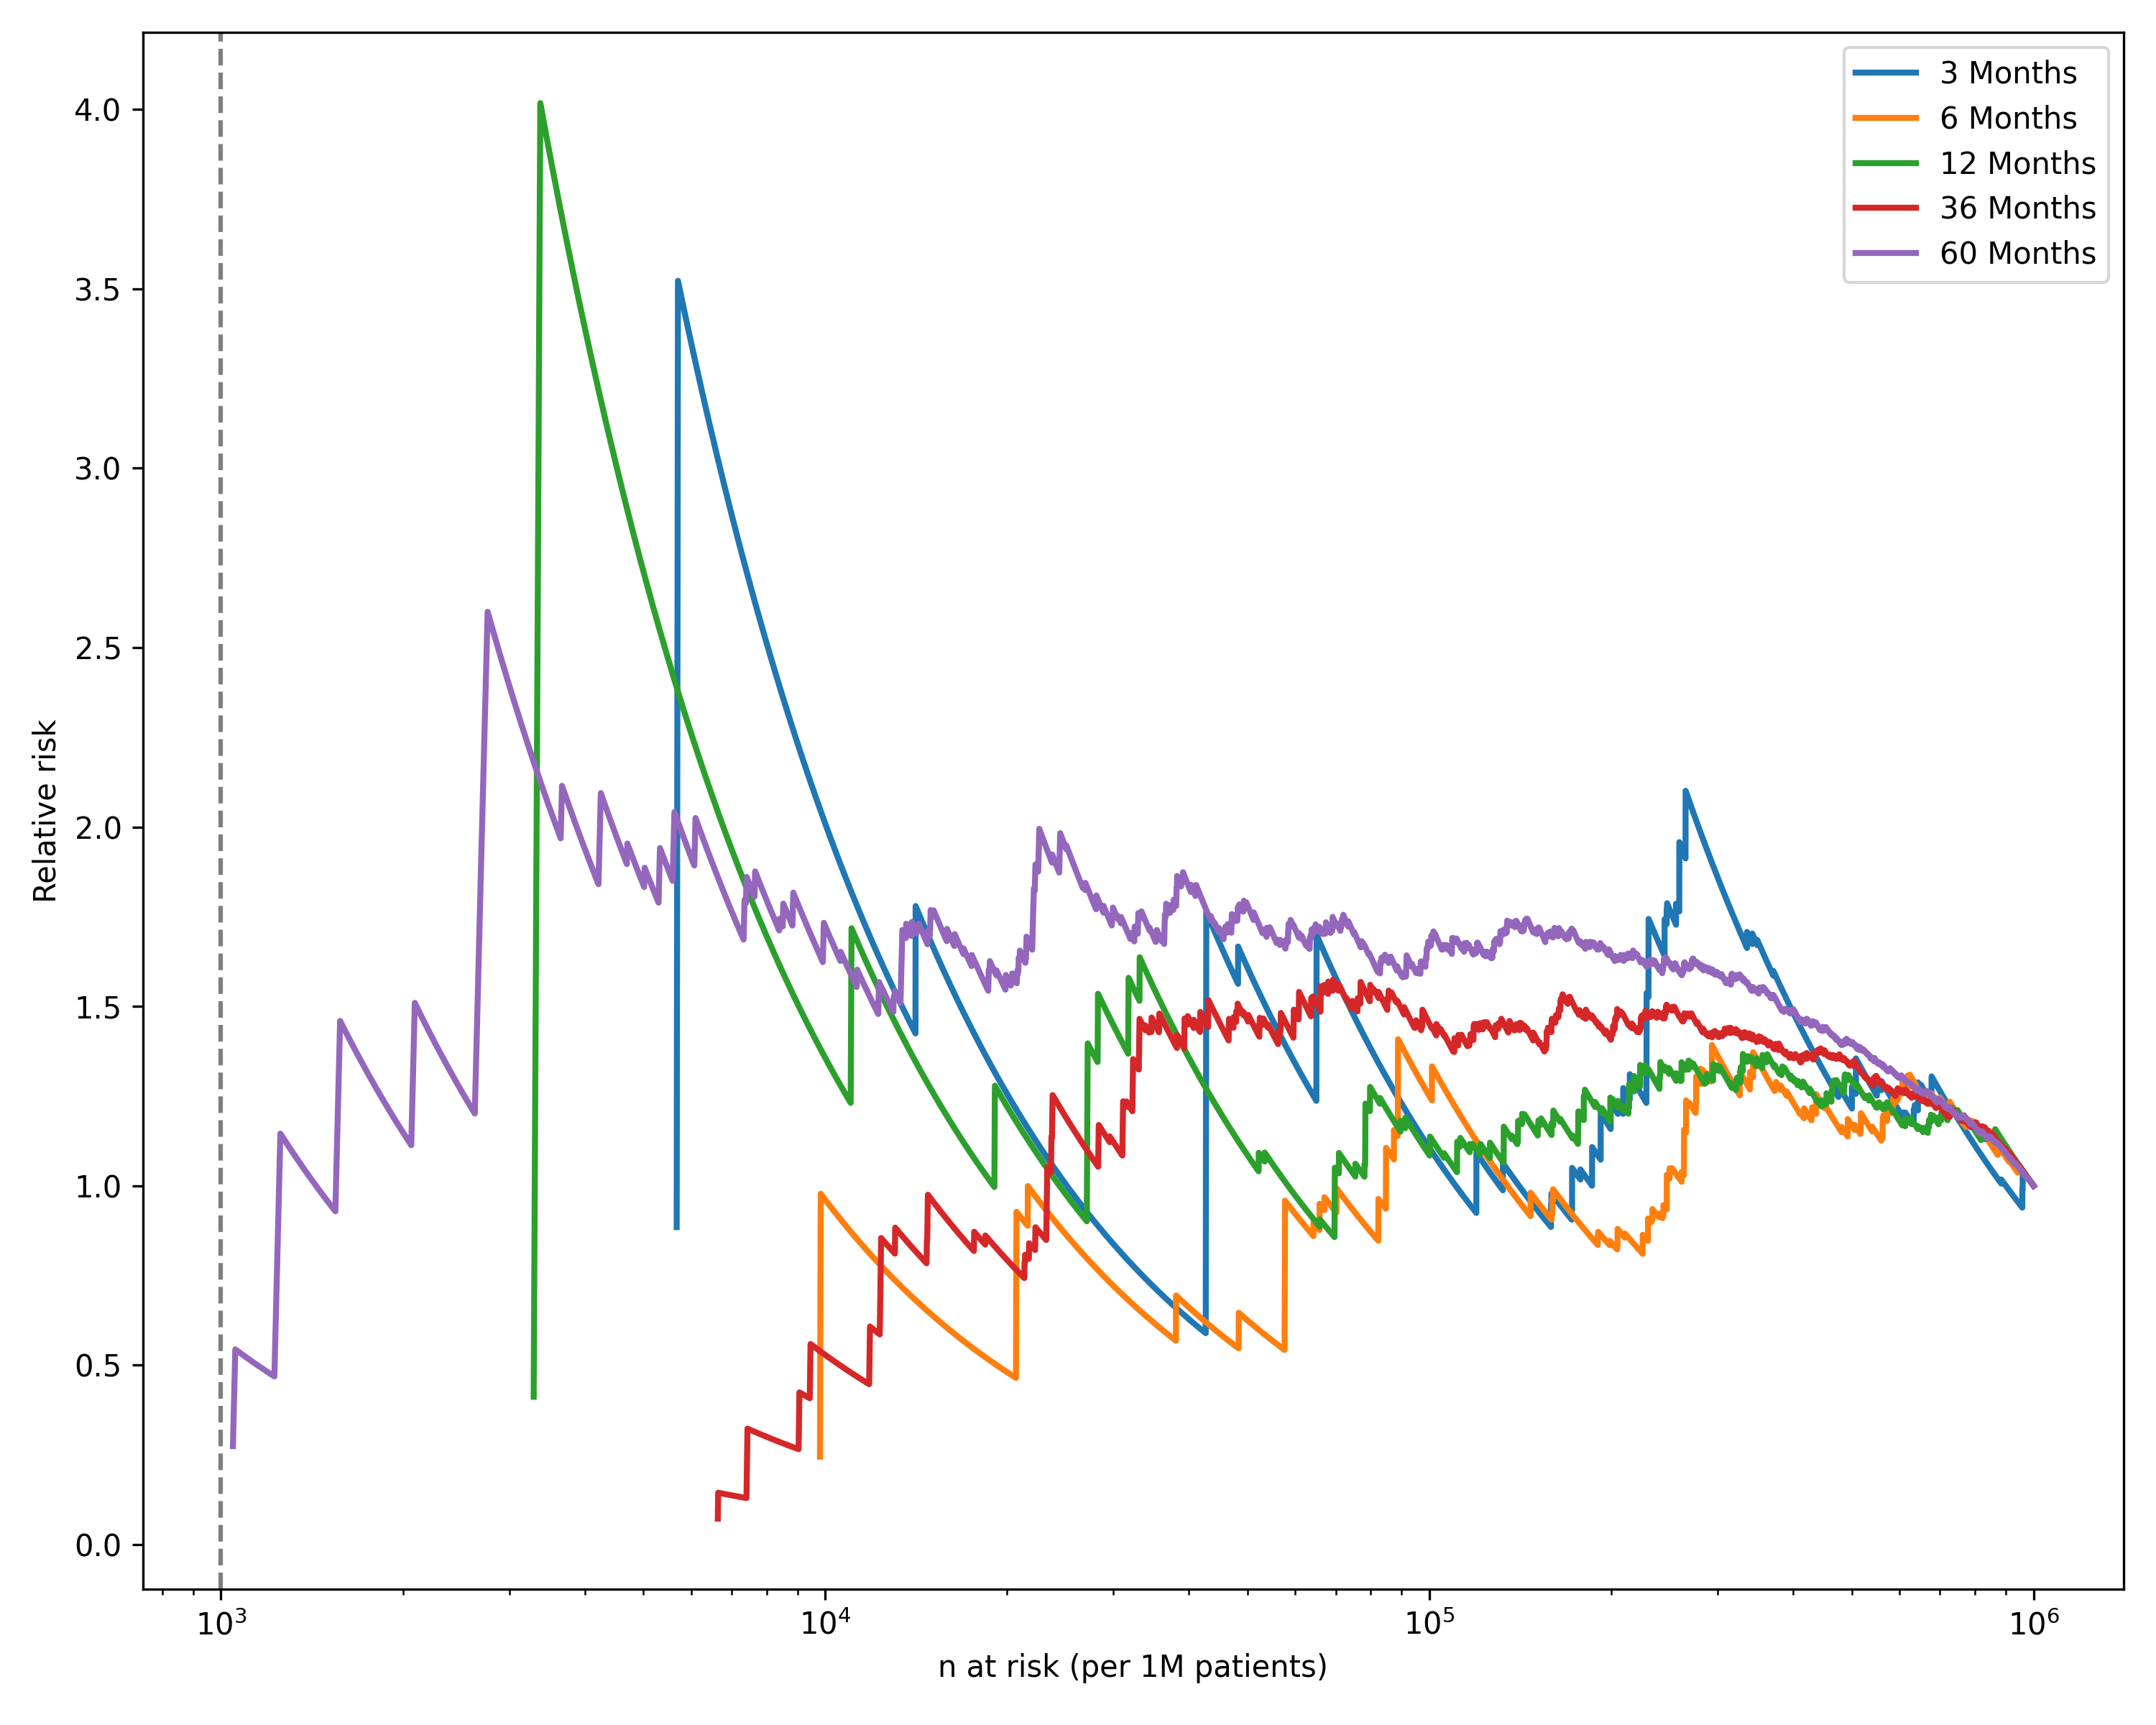 4.0
3.5
3.0
2.5
2.0
1.5
1.0
0.5
0.0
Relative risk
10³
10⁴
10⁵
10⁶
n at risk (per 1M patients)
3 Months
6 Months
12 Months
36 Months
60 Months